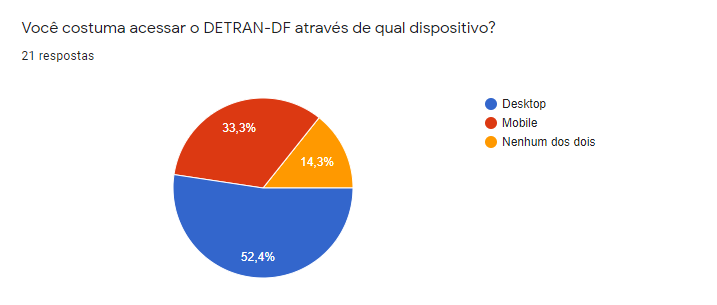 Você costuma acessar o DETRAN-DF através de qual dispositivo?
21 respostas
33,3%
14,3%
52,4%
Desktop
Mobile
Nenhum dos dois